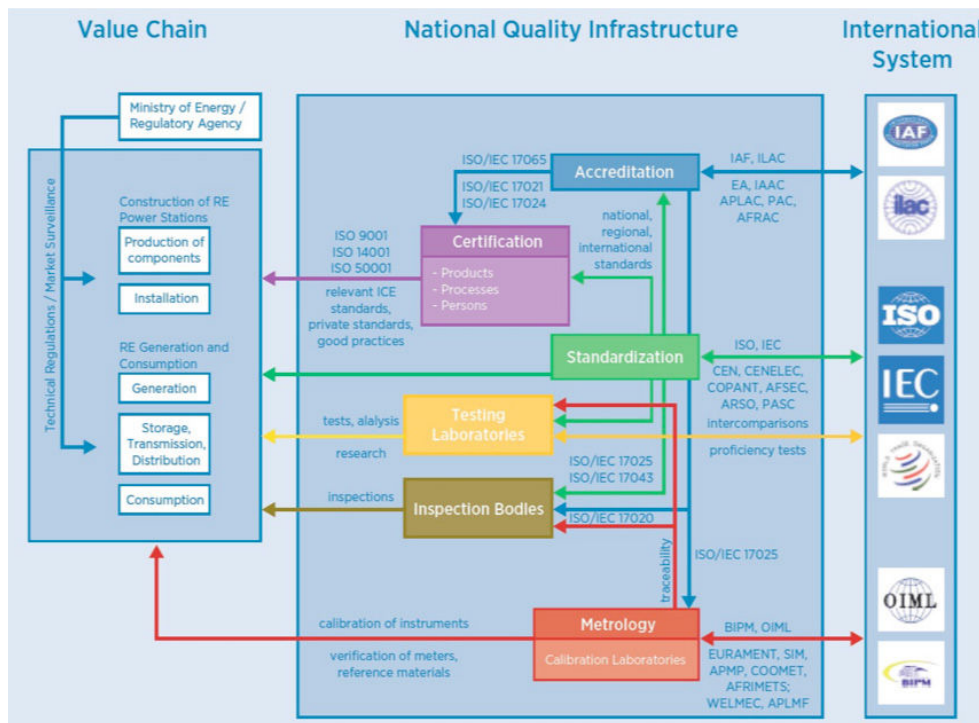 Value Chain
National Quality Infrastructure
International
System
Ministry of Energy /
Regulatory Agency
Technical Regulations / Market Surveillance
Construction of RE
Power Stations
Production of
components
Installation
RE Generation and
Consumption
Generation
Storage,
Transmission,
Distribution
Consumption
ISO/IEC 17065
ISO/IEC 17021
ISO/IEC 17024
Accreditation
IAF, ILAC
EA, IAAC
APLAC, PAC,
AFRAC
ISO 9001
ISO 14001
ISO 50001
relevant ICE
standards,
private standards,
good practices
Certification
- Products
- Processes
- Persons
national,
regional,
international
standards
Standardization
ISO, IEC
CEN, CENELEC,
COPANT, AFSEC,
ARSO, PASC
tests, alalysis
research
Testing
Laboratories
intercomparisons
proficiency tests
ISO/IEC 17025
ISO/IEC 17043
inspections
Inspection Bodies
ISO/IEC 17020
traceability
ISO/IEC 17025
calibration of instruments
verification of meters,
reference materials
Metrology
Calibration Laboratories
BIPM, OIML
EURAMENT, SIM,
APMP, COOMET,
AFRIMETS;
WELMEC, APLMF
IAF
ilac
ISO
IEC
OIML
BIPM